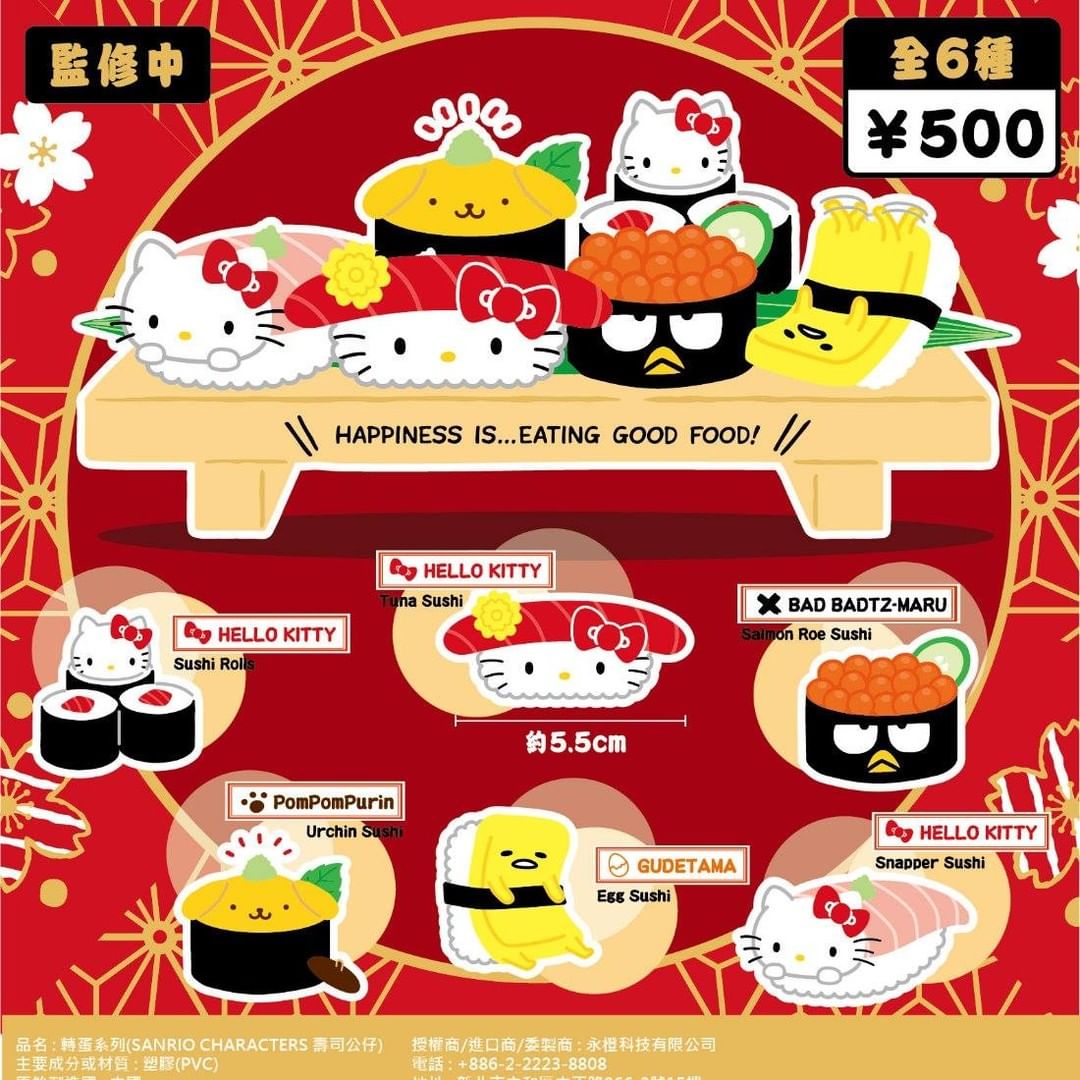 監修中
全6種
¥500
HAPPINESS IS...EATING GOOD FOOD!
HELLO KITTY
Tuna Sushi
BAD BADTZ-MARU
Salmon Roe Sushi
HELLO KITTY
Sushi Rolls
約5.5cm
PomPomPurin
Urchin Sushi
GUDETAMA
Egg Sushi
HELLO KITTY
Snapper Sushi
品名 : 轉蛋系列(SANRIO CHARACTERS 壽司公仔)
主要成分或材質 : 塑膠(PVC)
授權商/進口商/委製商 : 永橙科技有限公司
電話 : +886-2-2223-8808